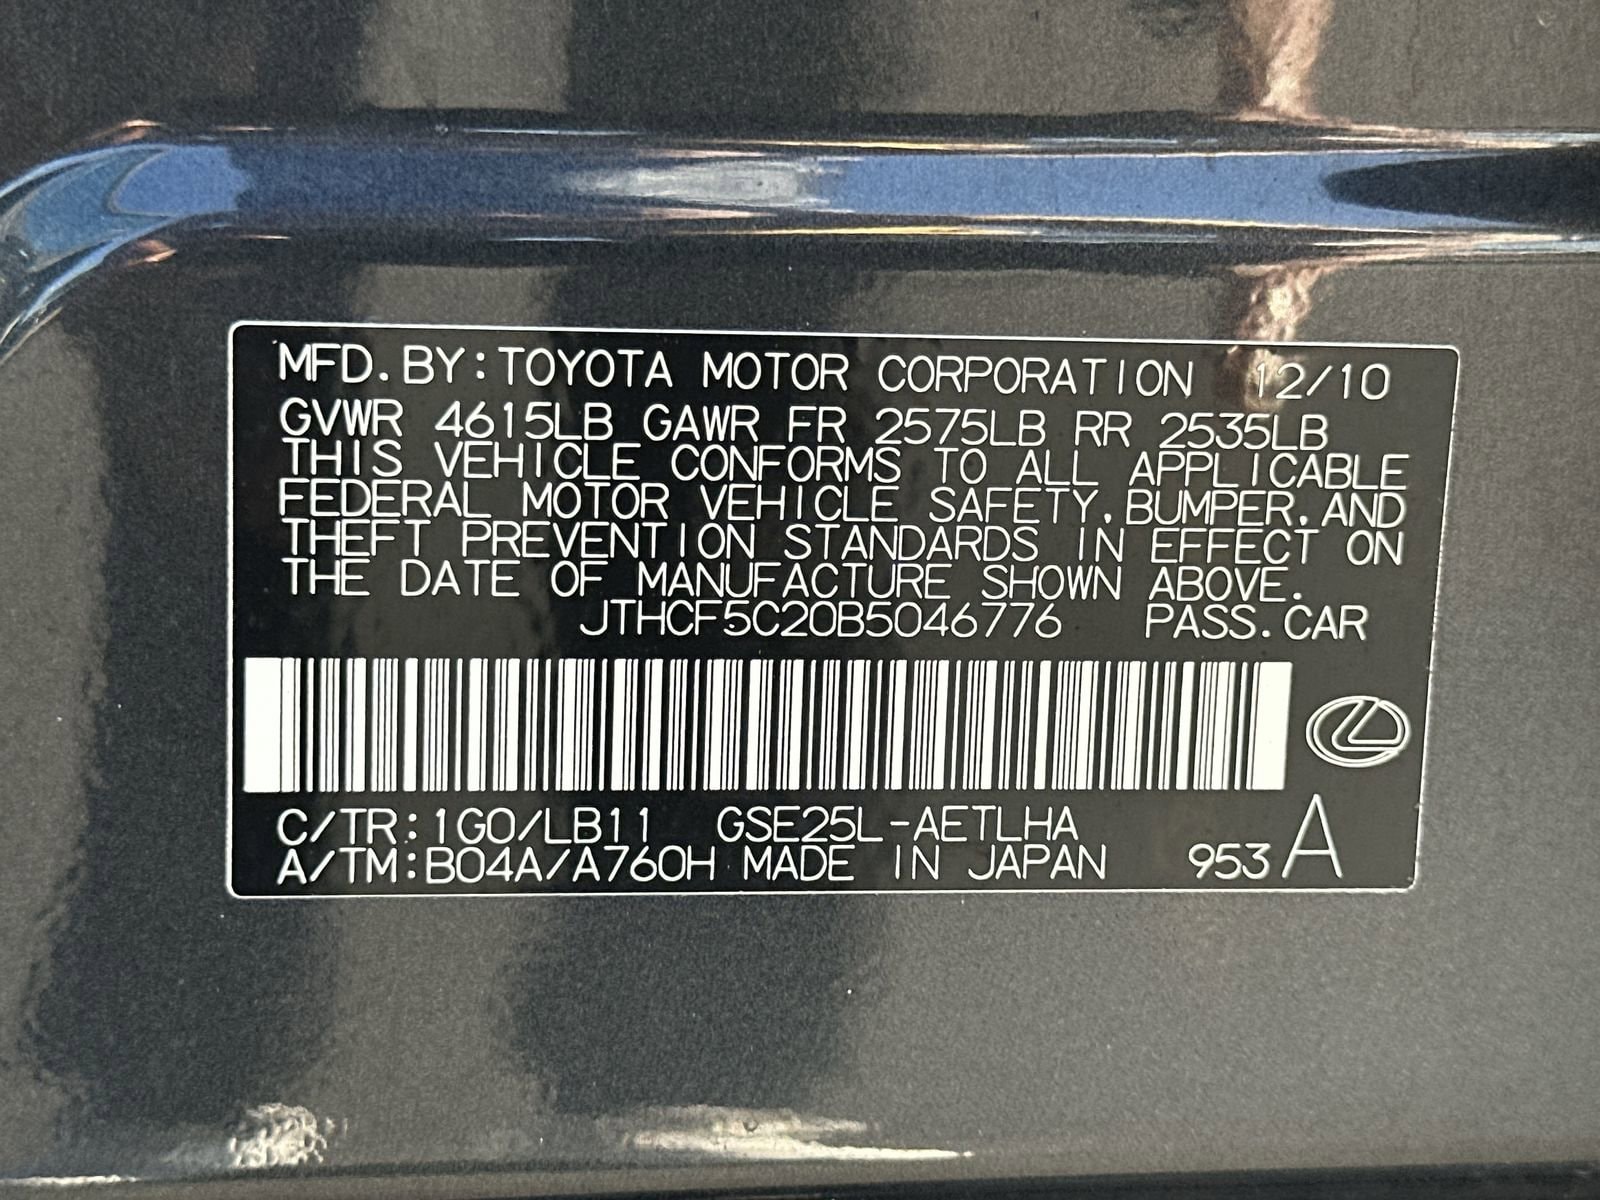 MFD. BY: TOYOTA MOTOR CORPORATION 12/10
GVWR 4615LB GAWR FR 2575LB RR 2535LB
THIS VEHICLE CONFORMS TO ALL APPLICABLE
FEDERAL MOTOR VEHICLE SAFETY, BUMPER, AND
THEFT PREVENTION STANDARDS IN EFFECT ON
THE DATE OF MANUFACTURE SHOWN ABOVE.
JTHCF5C20B5046776 PASS. CAR
C/TR: 1G0/LB11 GSE25L-AETLHA
A/TM: B04A/A760H MADE IN JAPAN 953 A